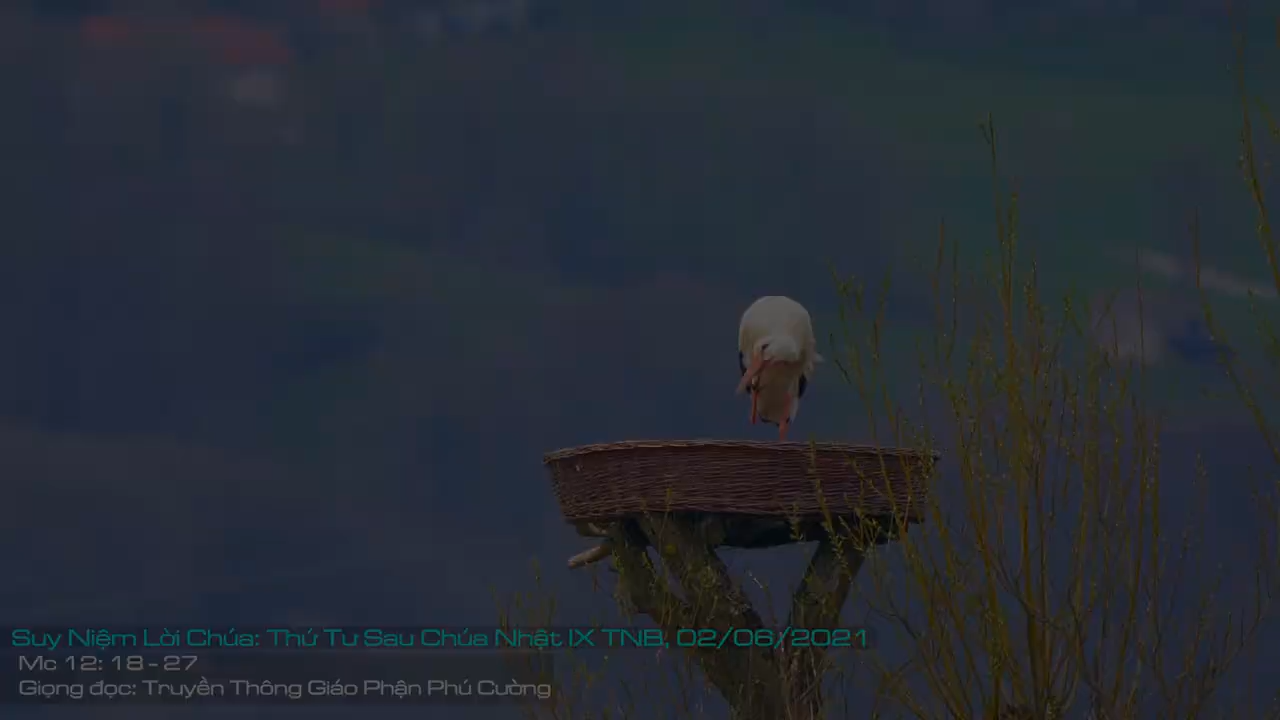 Suy Niệm Lời Chúa: Thứ Tư Sau Chúa Nhật IX TNB, 02/06/2021
Mc 12: 18 - 27
Giọng đọc: Truyền Thông Giáo Phận Phú Cường